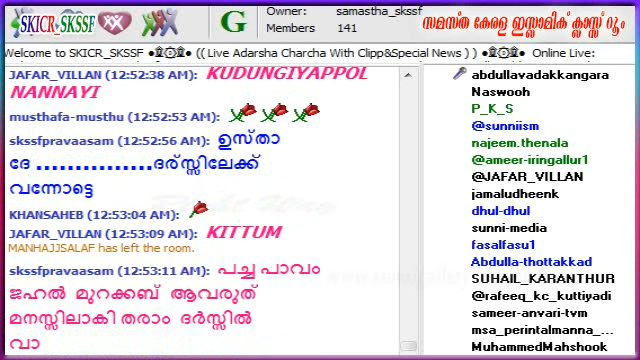 SKICR_SKSSF
G
Owner: samastha_skssf
Members 141
സമസ്ത കേരള ഇസ്ലാമിക് ക്ലാസ്സ് റൂം
Welcome to SKICR_SKSSF (( Live Adarsha Charcha With Clipp&Special News ) ) Online Live:
JAFAR_VILLAN (12:52:38 AM): KUDUNGIYAPPOL
NANNAYI
musthafa-musthu (12:52:53 AM):
skssfpravaasam (12:52:56 AM): ഉസ്താ
ദേ ...............ദര്സ്സിലേക്ക്
വന്നോട്ടെ
KHANSAHEB (12:53:04 AM):
JAFAR_VILLAN (12:53:09 AM): KITTUM
MANHAJJSALAF has left the room.
skssfpravaasam (12:53:11 AM): പച്ച പാവം
ജഹൽ മുറക്കബ് ആവരുത്
മനസ്സിലാകി തരാം ദർസ്സിൽ
വാ
abdullavadakkangara
Naswooh
P_K_S
@sunniism
najeem.thenala
@ameer-iringallur1
@JAFAR_VILLAN
jamaludheenk
dhul-dhul
sunni-media
fasalfasu1
Abdulla-thottakkad
SUHAIL_KARANTHUR
@rafeeq_kc_kuttiyadi
sameer-anvari-tvm
msa_perintalmanna_...
MuhammedMahshook